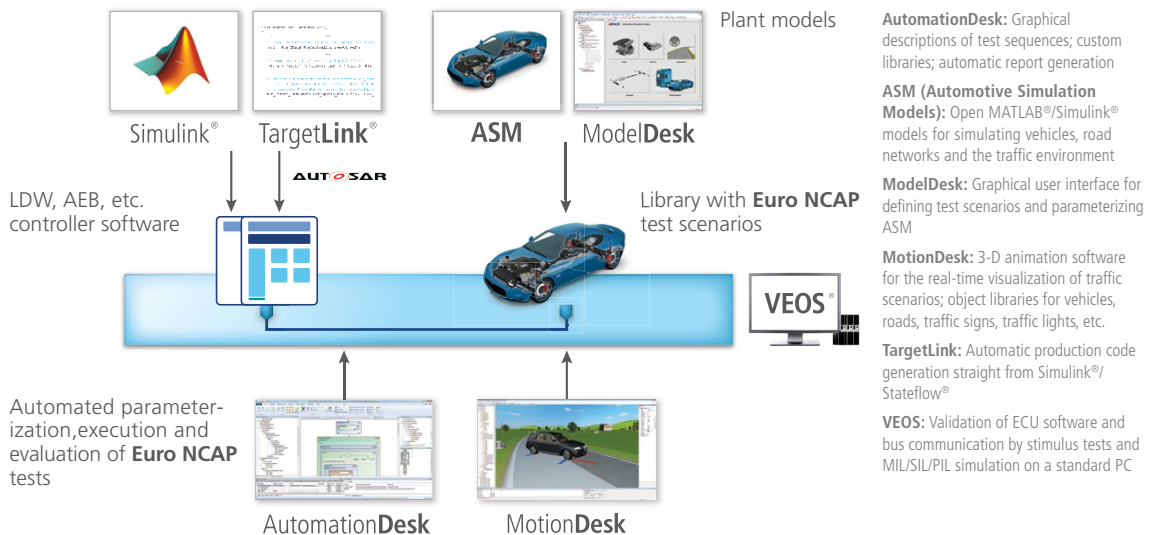 Plant models
Simulink®
TargetLink®
ASM
ModelDesk
AUTOSAR
LDW, AEB, etc.
controller software
Library with Euro NCAP
test scenarios
VEOS®
Automated parameter-
ization,execution and
evaluation of Euro NCAP
tests
AutomationDesk
MotionDesk
AutomationDesk: Graphical
descriptions of test sequences; custom
libraries; automatic report generation
ASM (Automotive Simulation
Models): Open MATLAB®/Simulink®
models for simulating vehicles, road
networks and the traffic environment
ModelDesk: Graphical user interface for
defining test scenarios and parameterizing
ASM
MotionDesk: 3-D animation software
for the real-time visualization of traffic
scenarios; object libraries for vehicles,
roads, traffic signs, traffic lights, etc.
TargetLink: Automatic production code
generation straight from Simulink®/
Stateflow®
VEOS: Validation of ECU software and
bus communication by stimulus tests and
MIL/SIL/PIL simulation on a standard PC